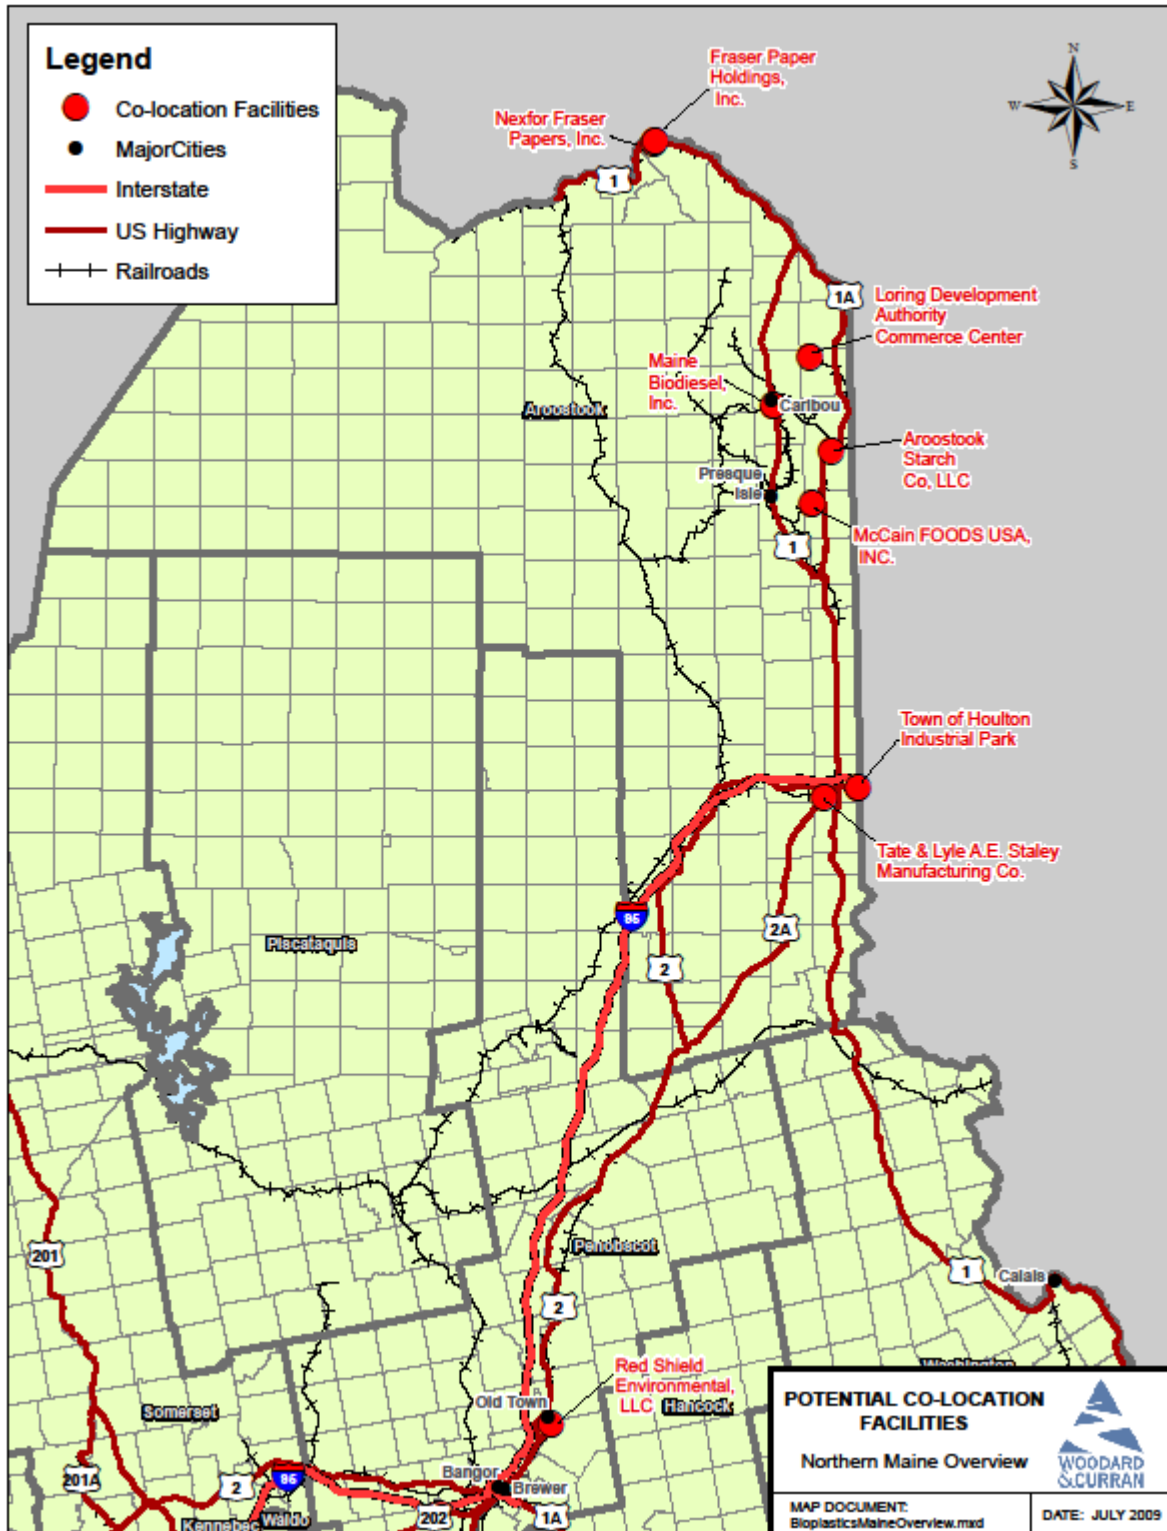 Legend
Co-location Facilities
MajorCities
Interstate
US Highway
Railroads
N
W
E
S
Fraser Paper
Holdings,
Inc.
Nexfor Fraser
Papers, Inc.
1
1A
Loring Development
Authority
Commerce Center
Maine
Biodiesel,
Inc.
Caribou
Aroostook
Aroostook
Starch
Co, LLC
Presque
Isle
McCain FOODS USA,
INC.
1
Town of Houlton
Industrial Park
Tate & Lyle A.E. Staley
Manufacturing Co.
95
2A
2
Piscataquis
201
Penobscot
1
Calais
2
Red Shield
Environmental,
LLC
Old Town
Hancock
Washington
Somerset
201A
2
95
Bangor
Brewer
202
1A
Kennebec
Waldo
POTENTIAL CO-LOCATION
FACILITIES
Northern Maine Overview
WOODARD
&CURRAN
MAP DOCUMENT:
BioplasticsMaineOverview.mxd
DATE: JULY 2009